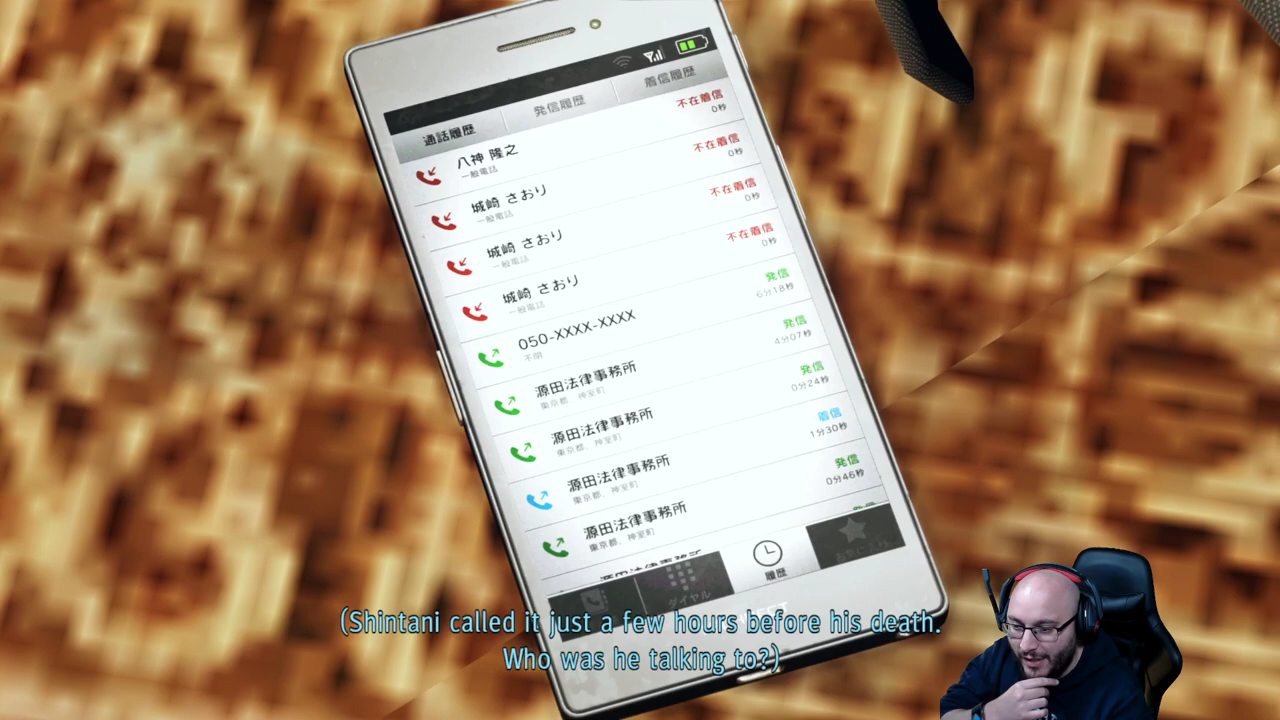 通話履歴
発信履歴
着信履歴
八神 隆之
一般電話
不在着信
0秒
城崎 さおり
一般電話
不在着信
0秒
城崎 さおり
一般電話
不在着信
0秒
城崎 さおり
一般電話
不在着信
0秒
050-XXXX-XXXX
不明
発信
6分18秒
源田法律事務所
東京都、神室町
発信
4分07秒
源田法律事務所
東京都、神室町
発信
0分24秒
源田法律事務所
東京都、神室町
着信
1分30秒
源田法律事務所
東京都、神室町
発信
0分46秒
ダイヤル
履歴
(Shintani called it just a few hours before his death.
Who was he talking to?)